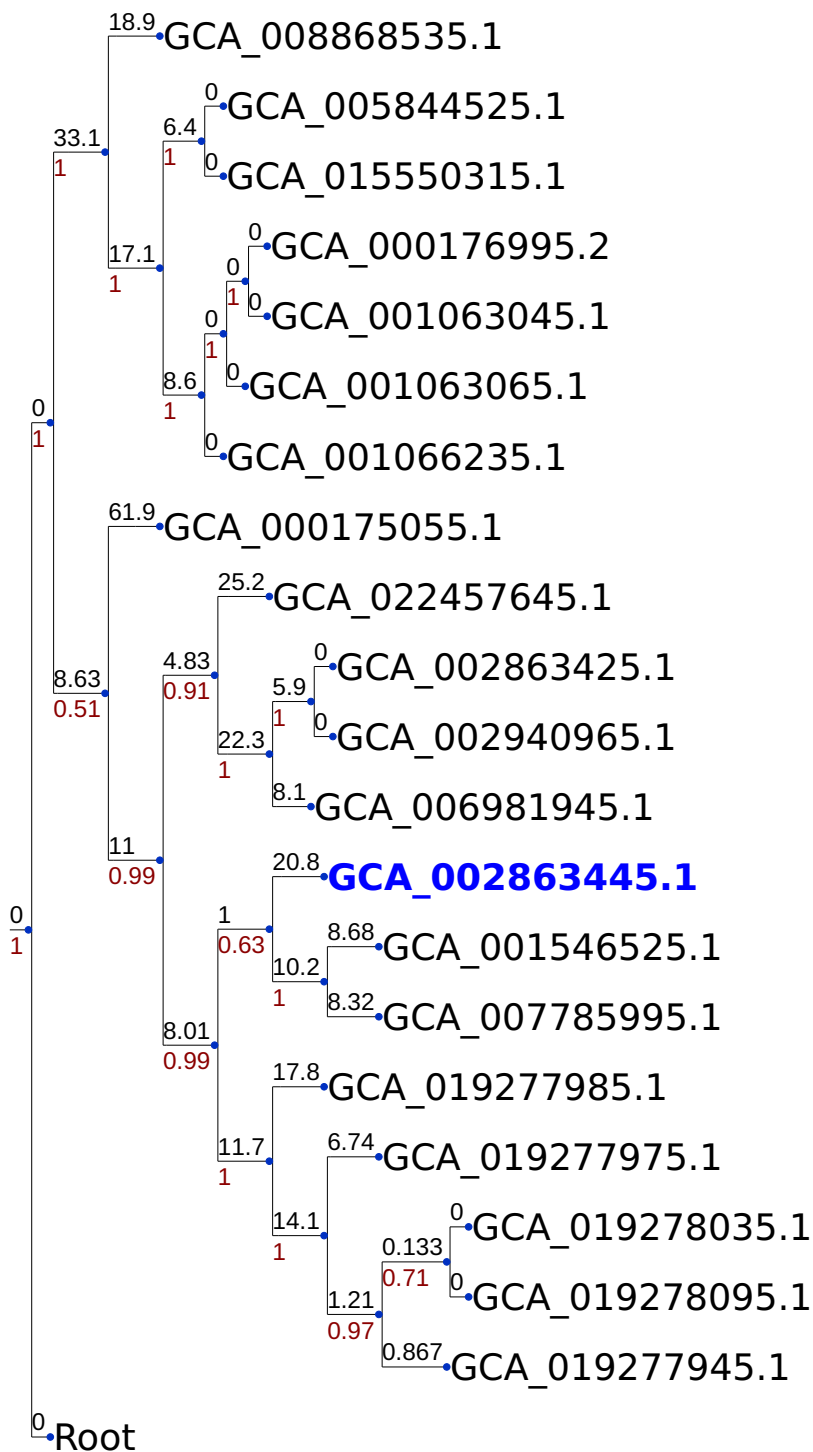 18.9 GCA_008868535.1
0 GCA_005844525.1
6.4
33.1
1
1
0 GCA_015550315.1
0 GCA_000176995.2
17.1
0
1
1
0 GCA_001063045.1
0
1
0 GCA_001063065.1
8.6
1
0
1
0 GCA_001066235.1
61.9 GCA_000175055.1
25.2 GCA_022457645.1
0 GCA_002863425.1
4.83
8.63
0.91
5.9
0.51
1
0 GCA_002940965.1
22.3
1
8.1 GCA_006981945.1
11
0.99
20.8 GCA_002863445.1
0
1
1
0.63
8.68 GCA_001546525.1
10.2
1
8.32 GCA_007785995.1
8.01
0.99
17.8 GCA_019277985.1
11.7
1
6.74 GCA_019277975.1
14.1
1
0 GCA_019278035.1
0.133
0.71
0 GCA_019278095.1
1.21
0.97
0.867 GCA_019277945.1
0 Root